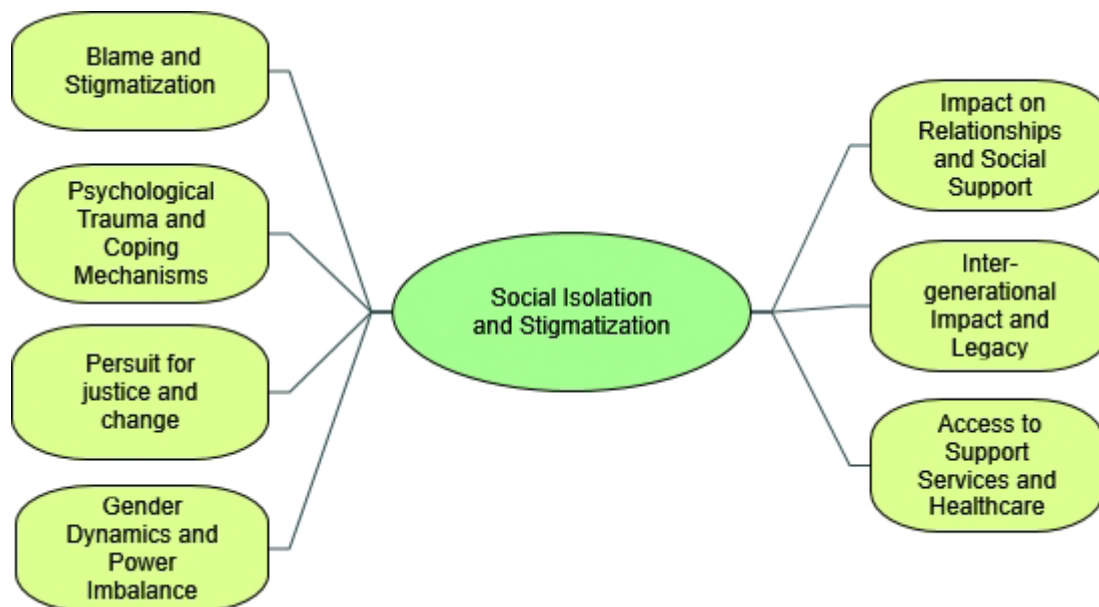 Blame and
Stigmatization
Psychological
Trauma and
Coping
Mechanisms
Persuit for
justice and
change
Gender
Dynamics and
Power
Imbalance
Social Isolation
and Stigmatization
Impact on
Relationships
and Social
Support
Inter-
generational
Impact and
Legacy
Access to
Support
Services and
Healthcare